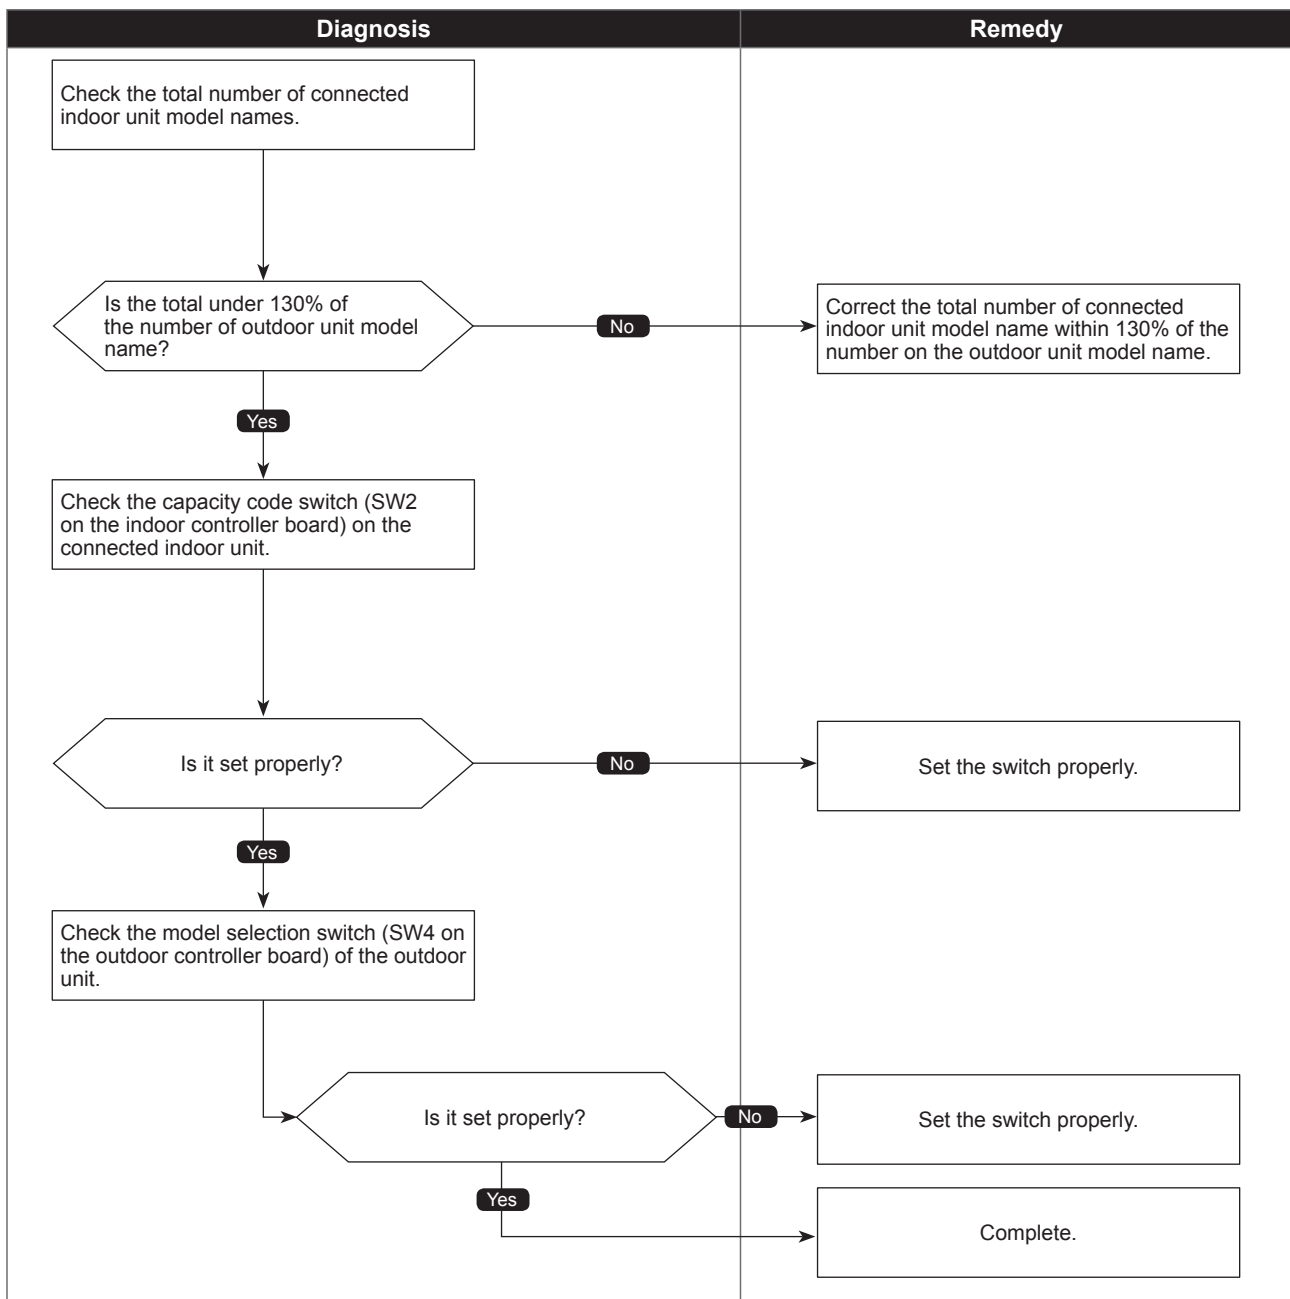 Diagnosis
Remedy
Check the total number of connected
indoor unit model names.
Is the total under 130% of
the number of outdoor unit model
name?
No
Correct the total number of connected
indoor unit model name within 130% of the
number on the outdoor unit model name.
Yes
Check the capacity code switch (SW2
on the indoor controller board) on the
connected indoor unit.
Is it set properly?
No
Set the switch properly.
Yes
Check the model selection switch (SW4 on
the outdoor controller board) of the outdoor
unit.
Is it set properly?
No
Set the switch properly.
Yes
Complete.